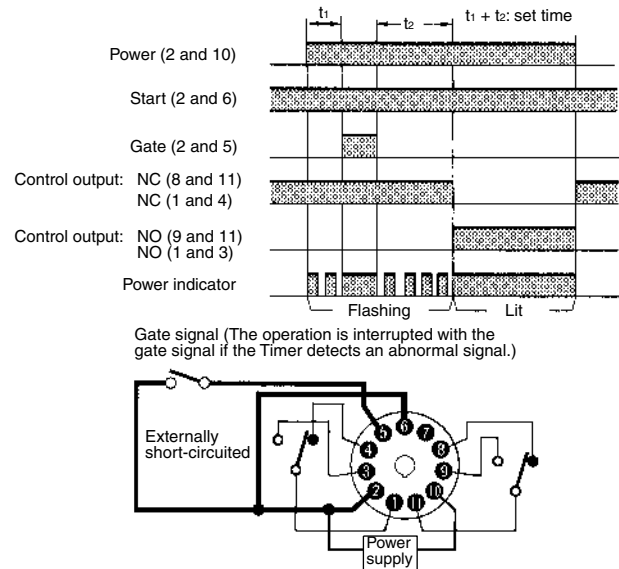 t₁
t₂
t₁ + t₂: set time
Power (2 and 10)
Start (2 and 6)
Gate (2 and 5)
Control output: NC (8 and 11)
NC (1 and 4)
Control output: NO (9 and 11)
NO (1 and 3)
Power indicator
Flashing
Lit
Gate signal (The operation is interrupted with the
gate signal if the Timer detects an abnormal signal.)
Externally
short-circuited
5
6
7
4
8
3
9
2
10
1
11
Power
supply